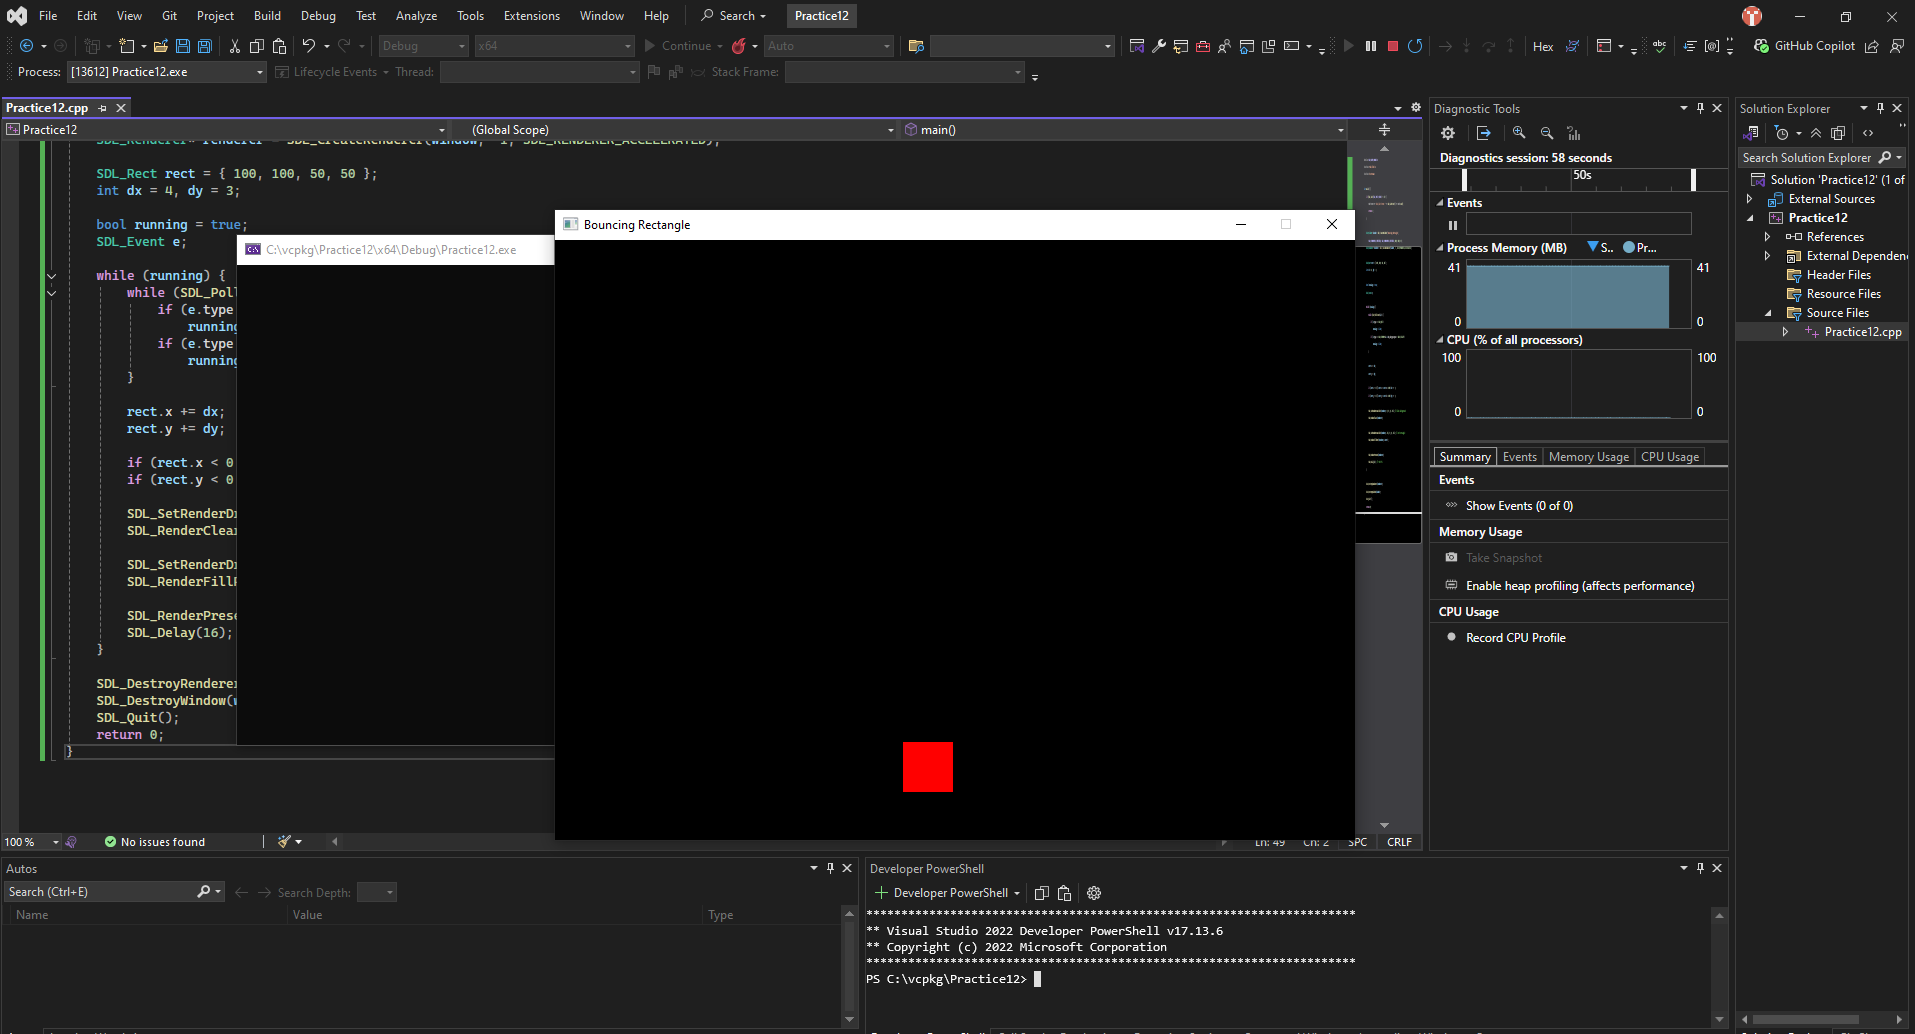 File Edit View Git Project Build Debug Test Analyze Tools Extensions Window Help Search Practice12
Debug x64 Continue Auto Hex GitHub Copilot
Process: [13612] Practice12.exe Lifecycle Events Thread: Stack Frame:
Practice12.cpp
Practice12 (Global Scope) main()
SDL_Rect rect = { 100, 100, 50, 50 };
int dx = 4, dy = 3;
bool running = true;
SDL_Event e;
while (running) {
while (SDL_Poll
if (e.type
running
if (e.type
running
}
rect.x += dx;
rect.y += dy;
if (rect.x < 0
if (rect.y < 0
SDL_SetRenderDr
SDL_RenderClear
SDL_SetRenderDr
SDL_RenderFillR
SDL_RenderPrese
SDL_Delay(16);
}
SDL_DestroyRenderer
SDL_DestroyWindow(w
SDL_Quit();
return 0;
}
C:\vcpkg\Practice12\x64\Debug\Practice12.exe
Bouncing Rectangle
100 % No issues found Ln: 49 Ch: 2 SPC CRLF
Diagnostic Tools
Diagnostics session: 58 seconds
50s
Events
Process Memory (MB) S.. Pr...
41 41
0 0
CPU (% of all processors)
100 100
0 0
Summary Events Memory Usage CPU Usage
Events
Show Events (0 of 0)
Memory Usage
Take Snapshot
Enable heap profiling (affects performance)
CPU Usage
Record CPU Profile
Solution Explorer
Search Solution Explorer
Solution 'Practice12' (1 of
External Sources
Practice12
References
External Dependen
Header Files
Resource Files
Source Files
Practice12.cpp
Autos
Search (Ctrl+E) Search Depth:
Name Value Type
Developer PowerShell
Developer PowerShell
**********************************************************************
** Visual Studio 2022 Developer PowerShell v17.13.6
** Copyright (c) 2022 Microsoft Corporation
**********************************************************************
PS C:\vcpkg\Practice12>